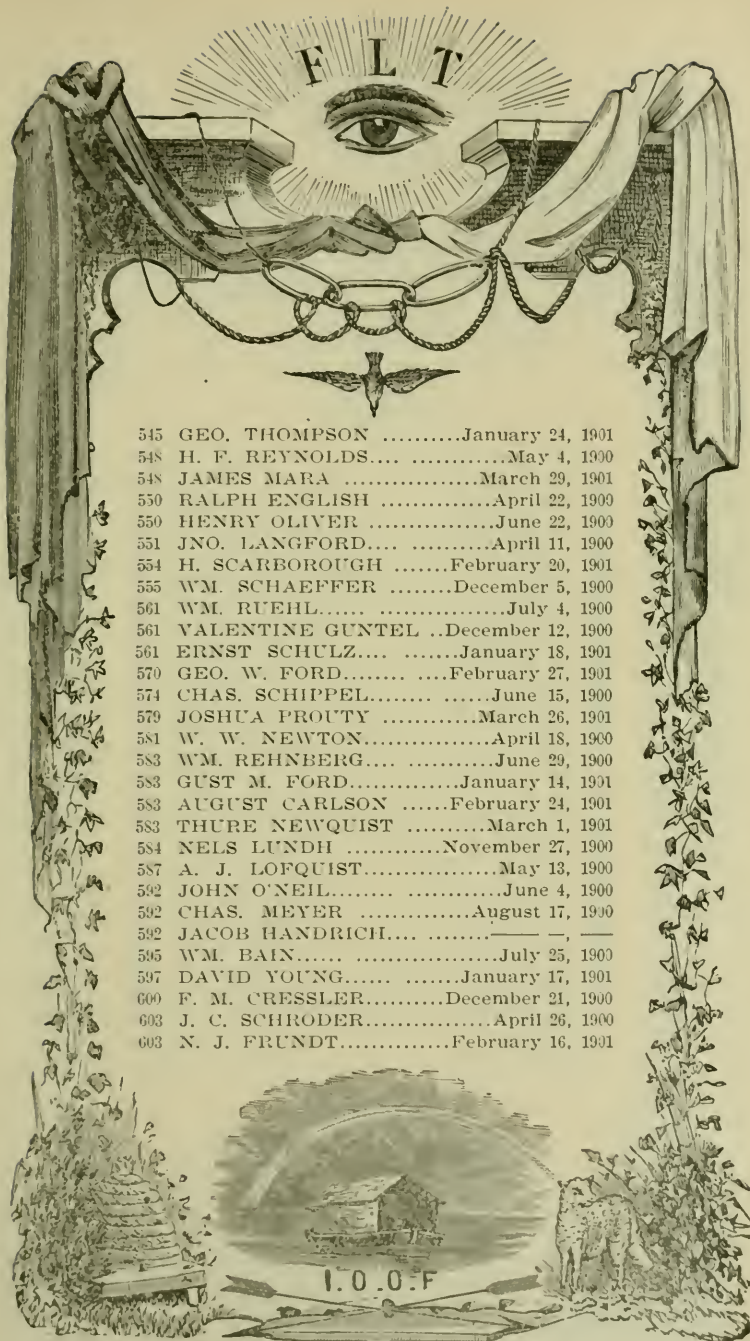 F L T
545 GEO. THOMPSON ..........January 24, 1901
548 H. F. REYNOLDS.... .........May 4, 1900
548 JAMES MARA ..............March 29, 1901
550 RALPH ENGLISH .............April 22, 1900
550 HENRY OLIVER ..............June 22, 1900
551 JNO. LANGFORD.... ..........April 11, 1900
554 H. SCARBOROUGH .......February 20, 1901
555 WM. SCHAEFFER ........December 5, 1900
561 WM. RUEHL...... ...................July 4, 1900
561 VALENTINE GUNTEL ..December 12, 1900
561 ERNST SCHULZ.... ........January 18, 1901
570 GEO. W. FORD........ ....February 27, 1901
574 CHAS. SCHIPPEL........ ......June 15, 1900
579 JOSHUA PROUTY ............March 26, 1901
581 W. W. NEWTON..............April 18, 1900
583 WM. REHNBERG.... ..........June 29, 1900
583 GUST M. FORD...........January 14, 1901
583 AUGUST CARLSON ......February 24, 1901
583 THURE NEWQUIST ..........March 1, 1901
584 NELS LUNDH ...........November 27, 1900
587 A. J. LOFQUIST...............May 13, 1900
592 JOHN O'NEIL..................June 4, 1900
592 CHAS. MEYER ............August 17, 1900
592 JACOB HANDRICH.... ........—— —, ——
595 WM. BAIN...... ...............July 25, 1900
597 DAVID YOUNG...... .......January 17, 1901
600 F. M. CRESSLER..........December 21, 1900
603 J. C. SCHRODER...............April 26, 1900
603 N. J. FRUNDT.............February 16, 1901
I.O.O.F